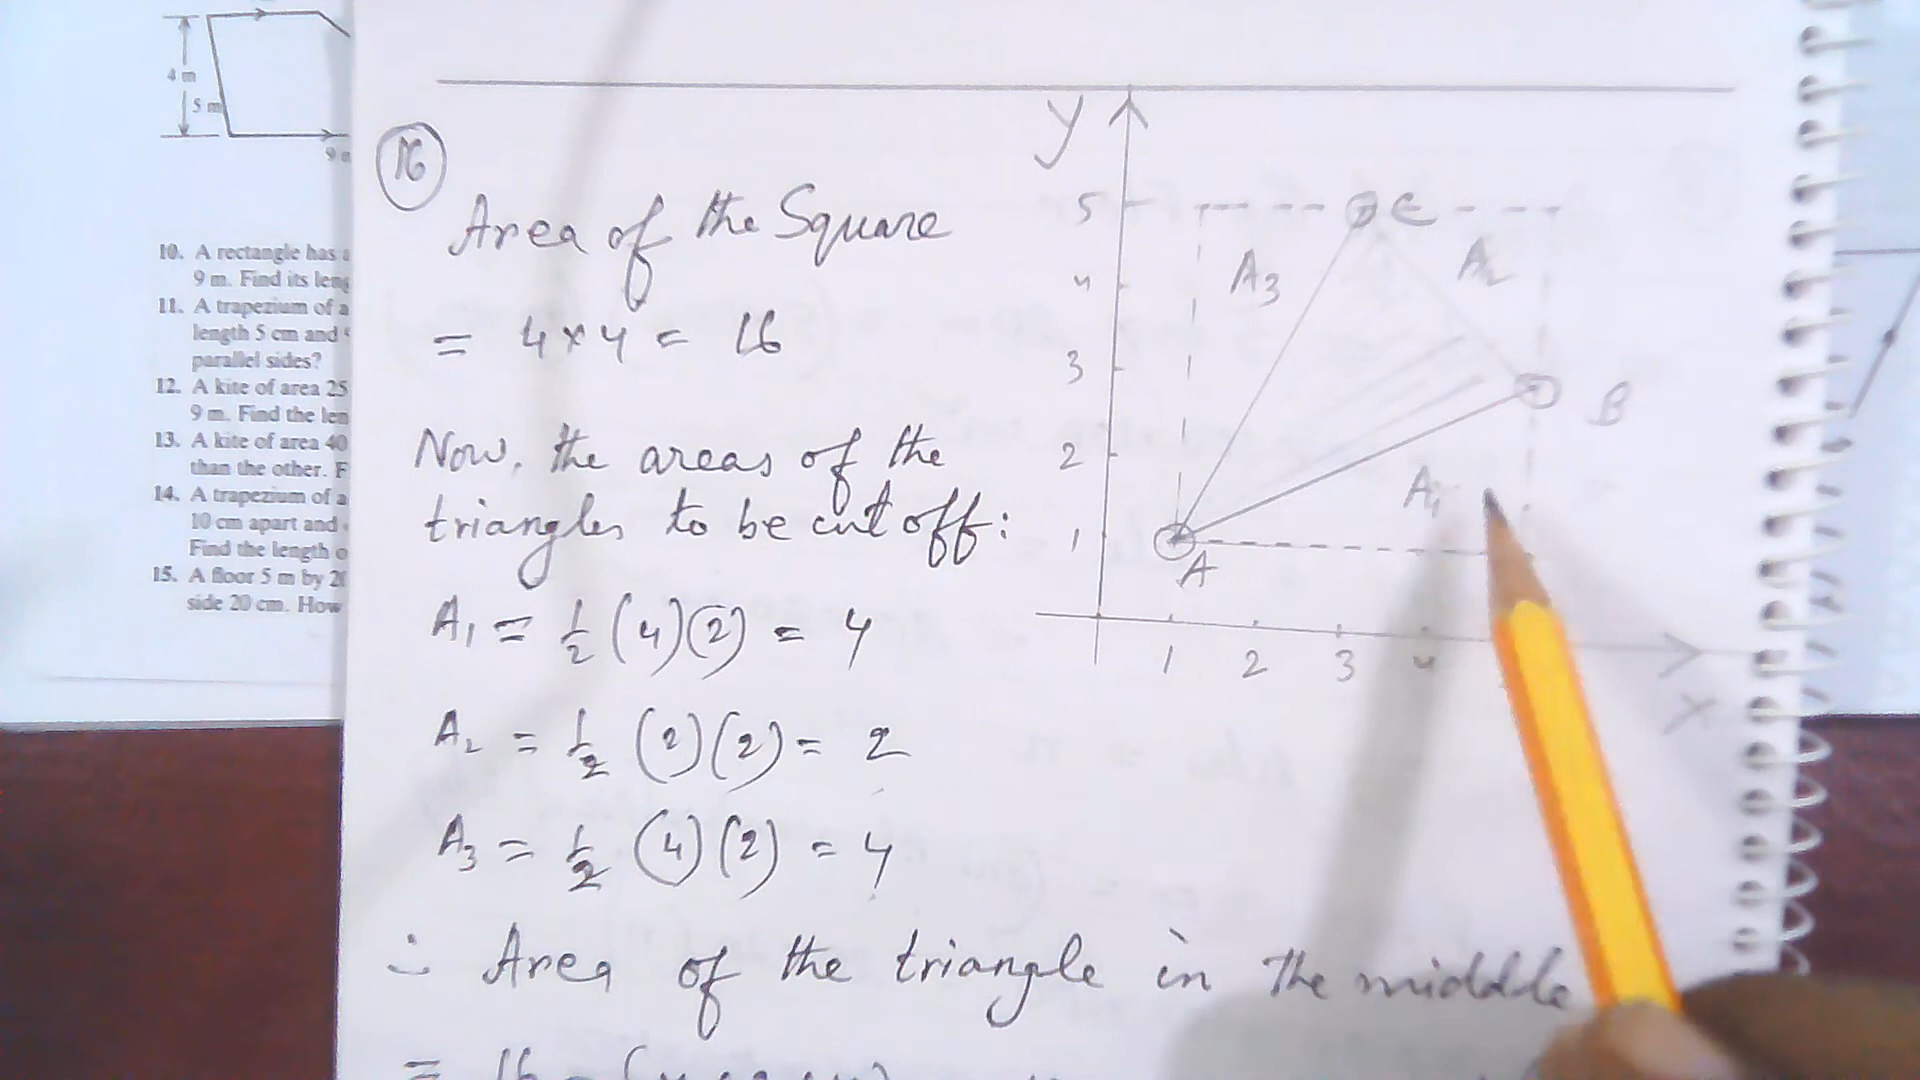 4 m
5 m
10. A rectangle has
9 m. Find its
11. A trapezium of a
length 5 cm and
parallel sides?
12. A kite of area 25
9 m. Find the
13. A kite of area 40
than the other.
14. A trapezium of a
10 cm apart and
Find the length
15. A floor 5 m by
side 20 cm. How
16
Area of the Square
= 4 × 4 = 16
Now, the areas of the
triangles to be cut off:
A1 = 1/2 (4)(2) = 4
A2 = 1/2 (2)(2) = 2
A3 = 1/2 (4)(2) = 4
∴ Area of the triangle in the middle
= 16 - (
y
5
4
3
2
1
C
A3
A2
B
A1
A
1 2 3 4
x